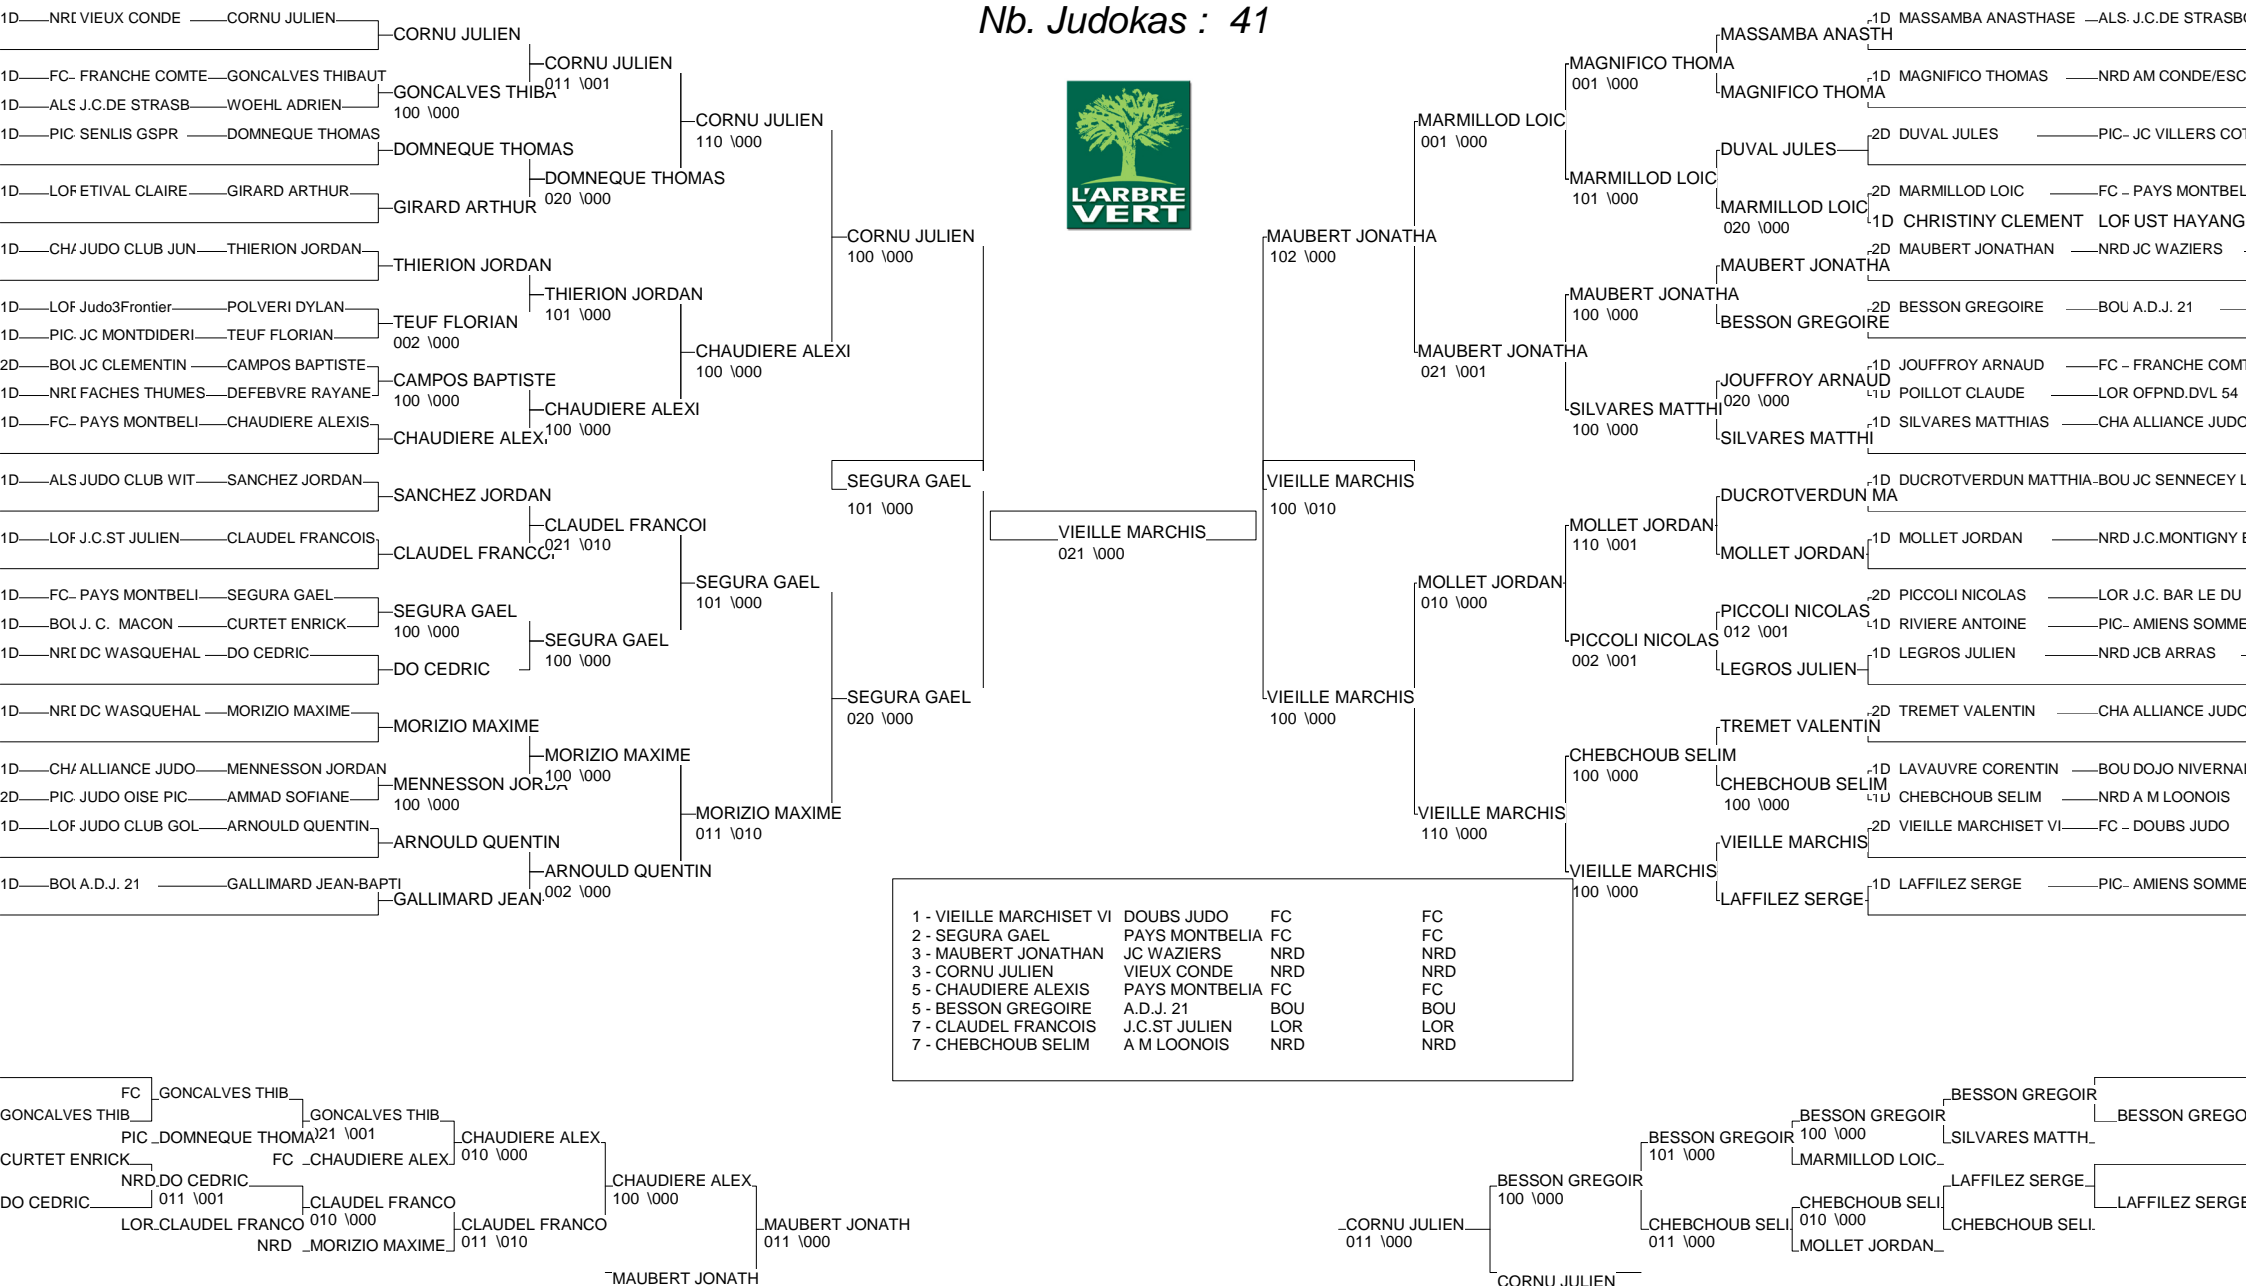 Nb. Judokas : 41
L'ARBRE
VERT
1D NRD VIEUX CONDE CORNU JULIEN
1D FC- FRANCHE COMTE GONCALVES THIBAUT
1D ALS J.C.DE STRASB WOEHL ADRIEN
1D PIC- SENLIS GSPR DOMNEQUE THOMAS
1D LOR ETIVAL CLAIRE GIRARD ARTHUR
1D CHA JUDO CLUB JUN THIERION JORDAN
1D LOR Judo3Frontier POLVERI DYLAN
1D PIC- JC MONTDIDERI TEUF FLORIAN
2D BOU JC CLEMENTIN CAMPOS BAPTISTE
1D NRD FACHES THUMES DEFEBVRE RAYANE
1D FC- PAYS MONTBELI CHAUDIERE ALEXIS
1D ALS JUDO CLUB WIT SANCHEZ JORDAN
1D LOR J.C.ST JULIEN CLAUDEL FRANCOIS
1D FC- PAYS MONTBELI SEGURA GAEL
1D BOU J. C. MACON CURTET ENRICK
1D NRD DC WASQUEHAL DO CEDRIC
1D NRD DC WASQUEHAL MORIZIO MAXIME
1D CHA ALLIANCE JUDO MENNESSON JORDAN
2D PIC- JUDO OISE PIC AMMAD SOFIANE
1D LOR JUDO CLUB GOL ARNOULD QUENTIN
1D BOU A.D.J. 21 GALLIMARD JEAN-BAPTI
CORNU JULIEN
GONCALVES THIBA
100 \000
DOMNEQUE THOMAS
GIRARD ARTHUR
THIERION JORDAN
TEUF FLORIAN
002 \000
CAMPOS BAPTISTE
100 \000
CHAUDIERE ALEXI
SANCHEZ JORDAN
CLAUDEL FRANCOI
SEGURA GAEL
100 \000
DO CEDRIC
MORIZIO MAXIME
MENNESSON JORDA
100 \000
ARNOULD QUENTIN
GALLIMARD JEAN-
CORNU JULIEN
011 \001
DOMNEQUE THOMAS
020 \000
THIERION JORDAN
101 \000
CHAUDIERE ALEXI
100 \000
CLAUDEL FRANCOI
021 \010
SEGURA GAEL
100 \000
MORIZIO MAXIME
100 \000
ARNOULD QUENTIN
002 \000
CORNU JULIEN
110 \000
CHAUDIERE ALEXI
100 \000
SEGURA GAEL
101 \000
MORIZIO MAXIME
011 \010
CORNU JULIEN
100 \000
SEGURA GAEL
020 \000
SEGURA GAEL
101 \000
VIEILLE MARCHIS
021 \000
VIEILLE MARCHIS
100 \010
MAUBERT JONATHA
102 \000
VIEILLE MARCHIS
100 \000
MARMILLOD LOIC
001 \000
MAUBERT JONATHA
021 \001
MOLLET JORDAN
010 \000
VIEILLE MARCHIS
110 \000
MAGNIFICO THOMA
001 \000
MARMILLOD LOIC
101 \000
MAUBERT JONATHA
100 \000
SILVARES MATTHI
100 \000
MOLLET JORDAN
110 \001
PICCOLI NICOLAS
002 \001
CHEBCHOUB SELIM
100 \000
VIEILLE MARCHIS
100 \000
MASSAMBA ANASTH
MAGNIFICO THOMA
DUVAL JULES
MARMILLOD LOIC
020 \000
MAUBERT JONATHA
BESSON GREGOIRE
JOUFFROY ARNAUD
020 \000
SILVARES MATTHI
DUCROTVERDUN MA
MOLLET JORDAN
PICCOLI NICOLAS
012 \001
LEGROS JULIEN
TREMET VALENTIN
CHEBCHOUB SELIM
100 \000
VIEILLE MARCHIS
LAFFILEZ SERGE
1D MASSAMBA ANASTHASE ALS- J.C.DE STRASBO
1D MAGNIFICO THOMAS NRD AM CONDE/ESC
2D DUVAL JULES PIC- JC VILLERS COT
2D MARMILLOD LOIC FC - PAYS MONTBEL
1D CHRISTINY CLEMENT LOR UST HAYANG
2D MAUBERT JONATHAN NRD JC WAZIERS
2D BESSON GREGOIRE BOU A.D.J. 21
1D JOUFFROY ARNAUD FC - FRANCHE COMT
1D POILLOT CLAUDE LOR OFPND.DVL 54
1D SILVARES MATTHIAS CHA ALLIANCE JUDO
1D DUCROTVERDUN MATTHIA BOU JC SENNECEY L
1D MOLLET JORDAN NRD J.C.MONTIGNY E
2D PICCOLI NICOLAS LOR J.C. BAR LE DU
1D RIVIERE ANTOINE PIC- AMIENS SOMME
1D LEGROS JULIEN NRD JCB ARRAS
2D TREMET VALENTIN CHA ALLIANCE JUDO
1D LAVAUVRE CORENTIN BOU DOJO NIVERNAI
1D CHEBCHOUB SELIM NRD A M LOONOIS
2D VIEILLE MARCHISET VI FC - DOUBS JUDO
1D LAFFILEZ SERGE PIC- AMIENS SOMME
1 - VIEILLE MARCHISET VI DOUBS JUDO FC FC
2 - SEGURA GAEL PAYS MONTBELIA FC FC
3 - MAUBERT JONATHAN JC WAZIERS NRD NRD
3 - CORNU JULIEN VIEUX CONDE NRD NRD
5 - CHAUDIERE ALEXIS PAYS MONTBELIA FC FC
5 - BESSON GREGOIRE A.D.J. 21 BOU BOU
7 - CLAUDEL FRANCOIS J.C.ST JULIEN LOR LOR
7 - CHEBCHOUB SELIM A M LOONOIS NRD NRD
GONCALVES THIB
CURTET ENRICK
DO CEDRIC
FC GONCALVES THIB
PIC DOMNEQUE THOMA
NRD DO CEDRIC
011 \001
LOR CLAUDEL FRANCO
GONCALVES THIB
021 \001
FC CHAUDIERE ALEX
CLAUDEL FRANCO
010 \000
NRD MORIZIO MAXIME
CHAUDIERE ALEX
010 \000
CLAUDEL FRANCO
011 \010
CHAUDIERE ALEX
100 \000
MAUBERT JONATH
MAUBERT JONATH
011 \000
CORNU JULIEN
011 \000
BESSON GREGOIR
100 \000
CORNU JULIEN
BESSON GREGOIR
101 \000
CHEBCHOUB SELI
011 \000
BESSON GREGOIR
100 \000
MARMILLOD LOIC
CHEBCHOUB SELI
010 \000
MOLLET JORDAN
BESSON GREGOIR
SILVARES MATTH
LAFFILEZ SERGE
CHEBCHOUB SELI
BESSON GREGO
LAFFILEZ SERGE